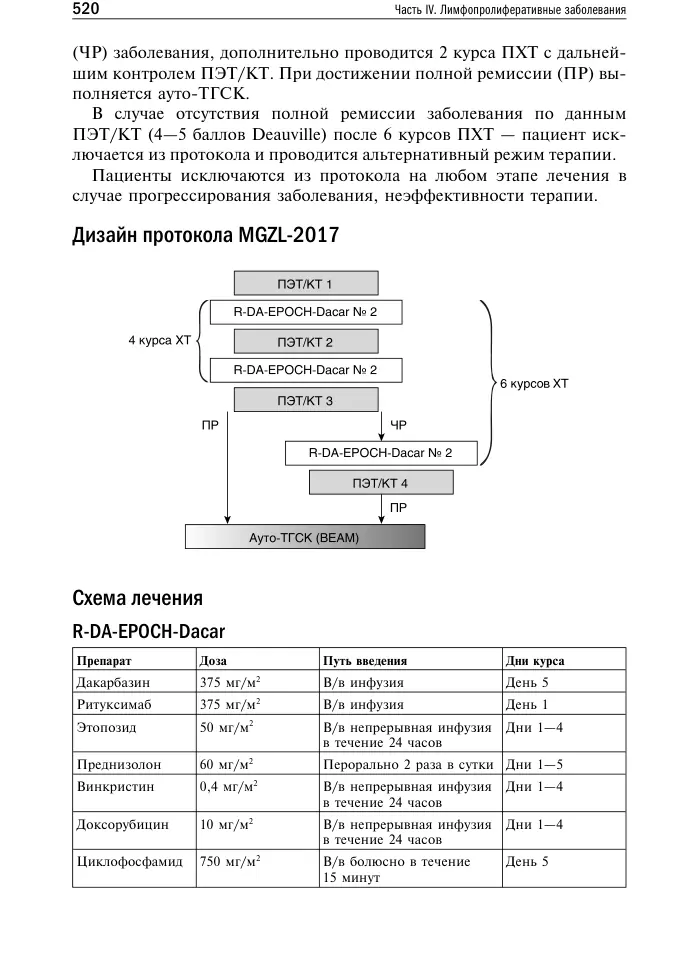 520
Часть IV. Лимфопролиферативные заболевания
(ЧР) заболевания, дополнительно проводится 2 курса ПХТ с дальней-
шим контролем ПЭТ/КТ. При достижении полной ремиссии (ПР) вы-
полняется ауто-ТГСК.
В случае отсутствия полной ремиссии заболевания по данным
ПЭТ/КТ (4—5 баллов Deauville) после 6 курсов ПХТ — пациент иск-
лючается из протокола и проводится альтернативный режим терапии.
Пациенты исключаются из протокола на любом этапе лечения в
случае прогрессирования заболевания, неэффективности терапии.
Дизайн протокола MGZL-2017
ПЭТ/КТ 1
R-DA-EPOCH-Dacar № 2
4 курса ХТ
ПЭТ/КТ 2
R-DA-EPOCH-Dacar № 2
6 курсов ХТ
ПЭТ/КТ 3
ПР
ЧР
R-DA-EPOCH-Dacar № 2
ПЭТ/КТ 4
ПР
Ауто-ТГСК (BEAM)
Схема лечения
R-DA-EPOCH-Dacar
Препарат Доза Путь введения Дни курса
Дакарбазин 375 мг/м² В/в инфузия День 5
Ритуксимаб 375 мг/м² В/в инфузия День 1
Этопозид 50 мг/м² В/в непрерывная инфузия Дни 1—4
в течение 24 часов
Преднизолон 60 мг/м² Перорально 2 раза в сутки Дни 1—5
Винкристин 0,4 мг/м² В/в непрерывная инфузия Дни 1—4
в течение 24 часов
Доксорубицин 10 мг/м² В/в непрерывная инфузия Дни 1—4
в течение 24 часов
Циклофосфамид 750 мг/м² В/в болюсно в течение День 5
15 минут